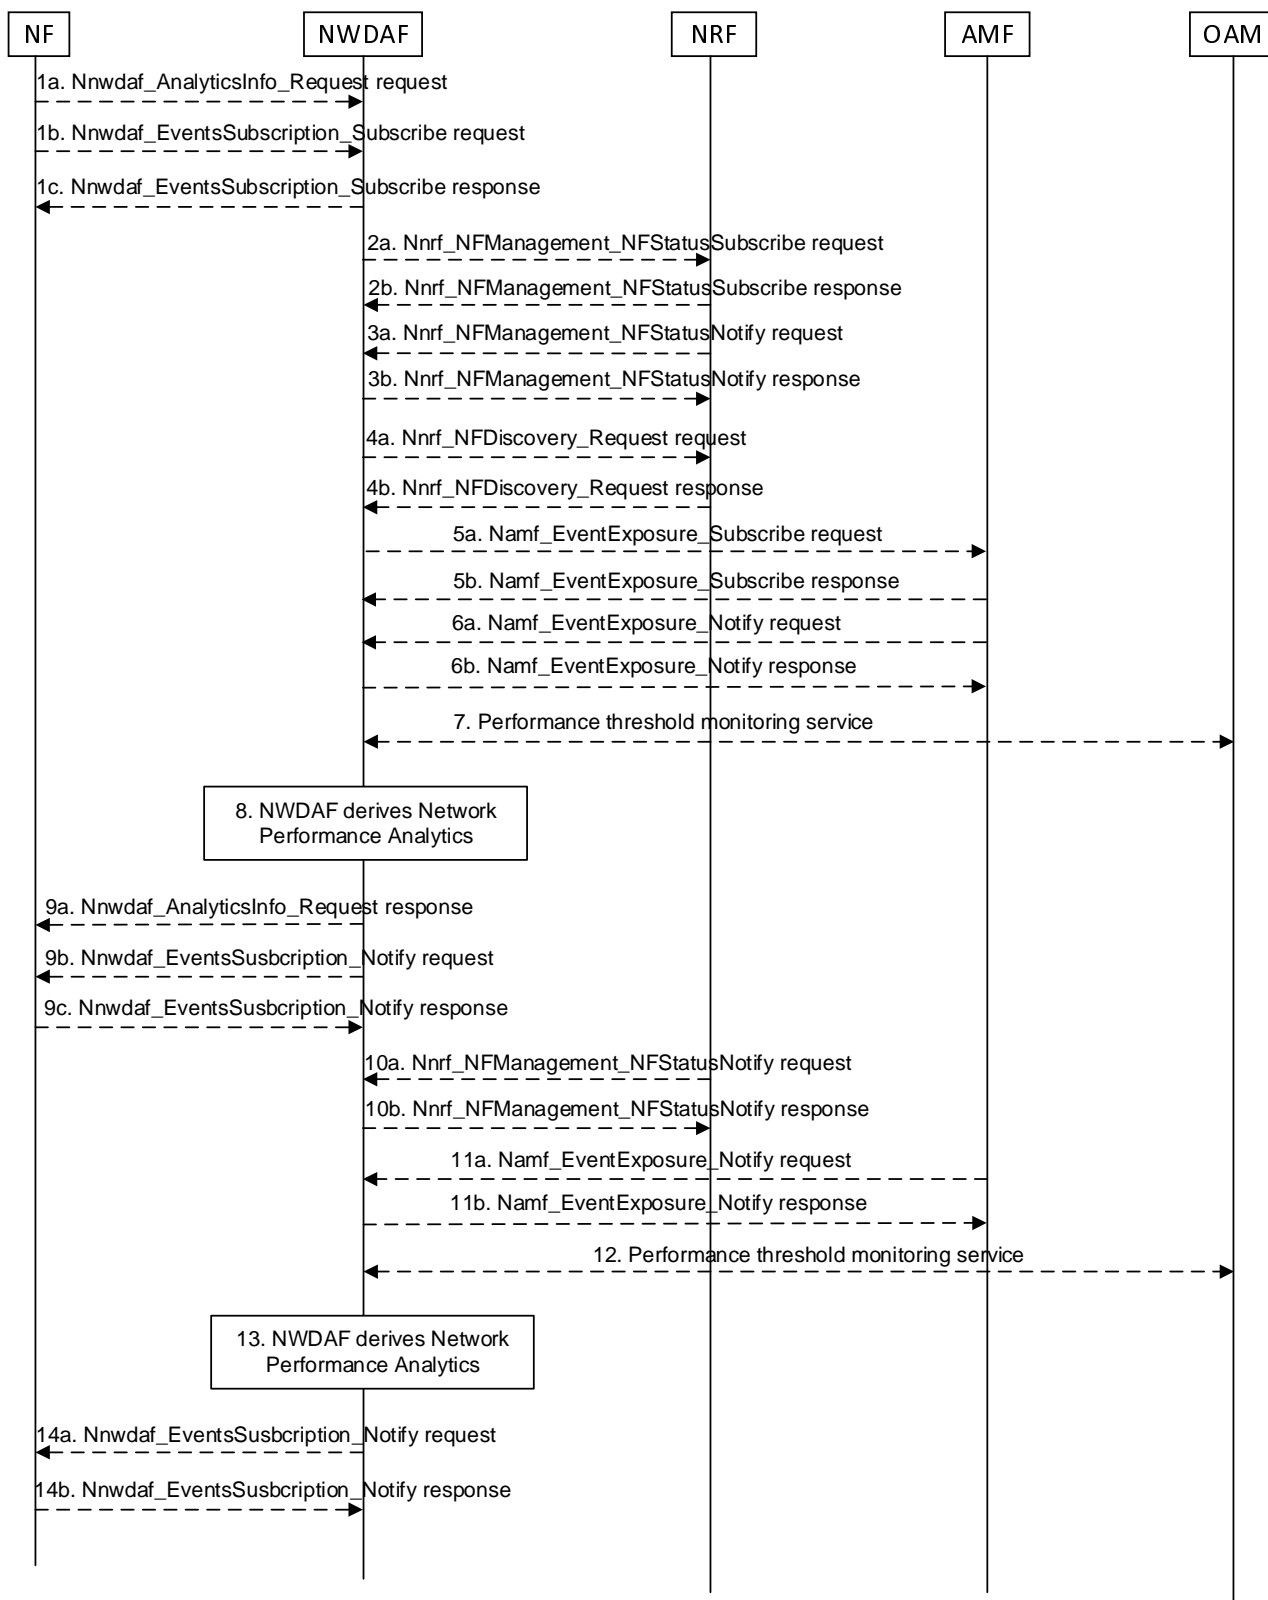 NF NWDAF NRF AMF OAM
1a. Nnwdaf_AnalyticsInfo_Request request
1b. Nnwdaf_EventsSubscription_Subscribe request
1c. Nnwdaf_EventsSubscription_Subscribe response
2a. Nnrf_NFManagement_NFStatusSubscribe request
2b. Nnrf_NFManagement_NFStatusSubscribe response
3a. Nnrf_NFManagement_NFStatusNotify request
3b. Nnrf_NFManagement_NFStatusNotify response
4a. Nnrf_NFDiscovery_Request request
4b. Nnrf_NFDiscovery_Request response
5a. Namf_EventExposure_Subscribe request
5b. Namf_EventExposure_Subscribe response
6a. Namf_EventExposure_Notify request
6b. Namf_EventExposure_Notify response
7. Performance threshold monitoring service
8. NWDAF derives Network
Performance Analytics
9a. Nnwdaf_AnalyticsInfo_Request response
9b. Nnwdaf_EventsSusbcription_Notify request
9c. Nnwdaf_EventsSusbcription_Notify response
10a. Nnrf_NFManagement_NFStatusNotify request
10b. Nnrf_NFManagement_NFStatusNotify response
11a. Namf_EventExposure_Notify request
11b. Namf_EventExposure_Notify response
12. Performance threshold monitoring service
13. NWDAF derives Network
Performance Analytics
14a. Nnwdaf_EventsSusbcription_Notify request
14b. Nnwdaf_EventsSusbcription_Notify response